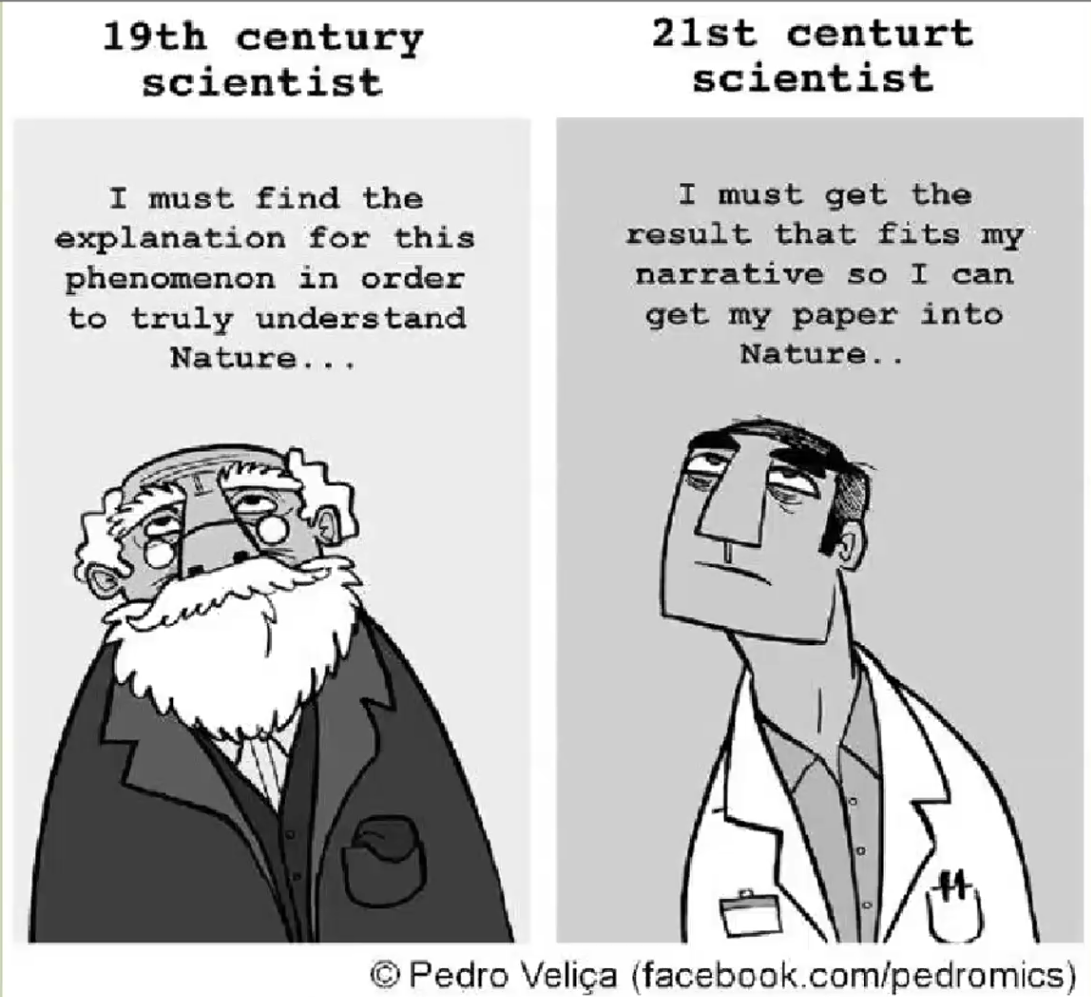 19th century
scientist
I must find the
explanation for this
phenomenon in order
to truly understand
Nature...
21st centurt
scientist
I must get the
result that fits my
narrative so I can
get my paper into
Nature..
© Pedro Veliça (facebook.com/pedromics)